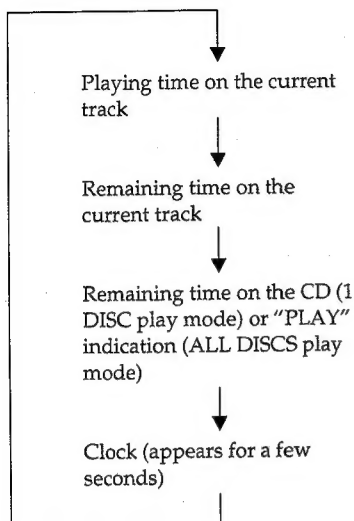 Playing time on the current
track
Remaining time on the
current track
Remaining time on the CD (1
DISC play mode) or "PLAY"
indication (ALL DISCS play
mode)
Clock (appears for a few
seconds)